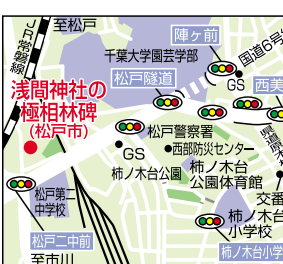 至松戸
JR常磐線
陣ヶ前
千葉大学園芸学部
国道6号
松戸隧道
GS
西美
浅間神社の
極相林碑
(松戸市)
松戸警察署
GS
西部防災センター
柿ノ木台公園
柿ノ木台
公園体育館
松戸第二
中学校
交番
柿ノ木台
小学校
松戸二中前
柿ノ木台小学
至市川